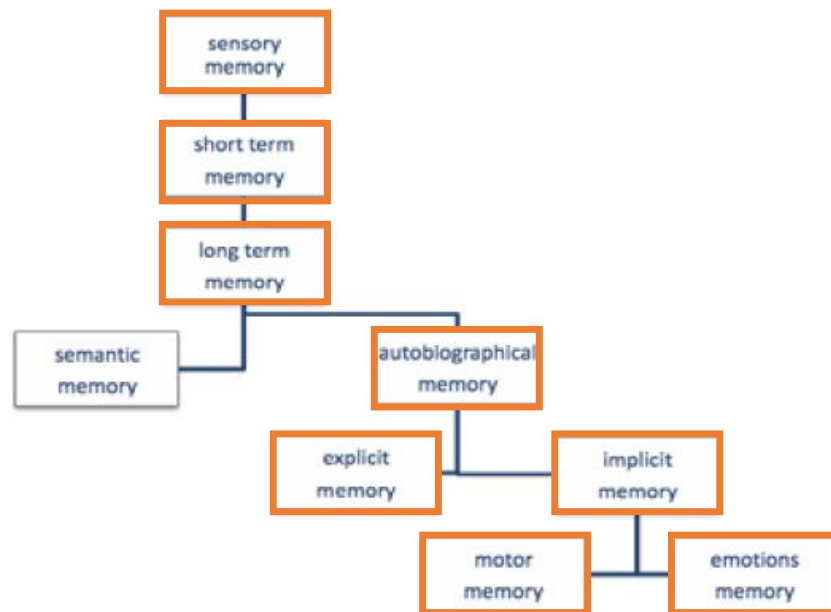 sensory
memory
short term
memory
long term
memory
semantic
memory
autobiographical
memory
explicit
memory
implicit
memory
motor
memory
emotions
memory